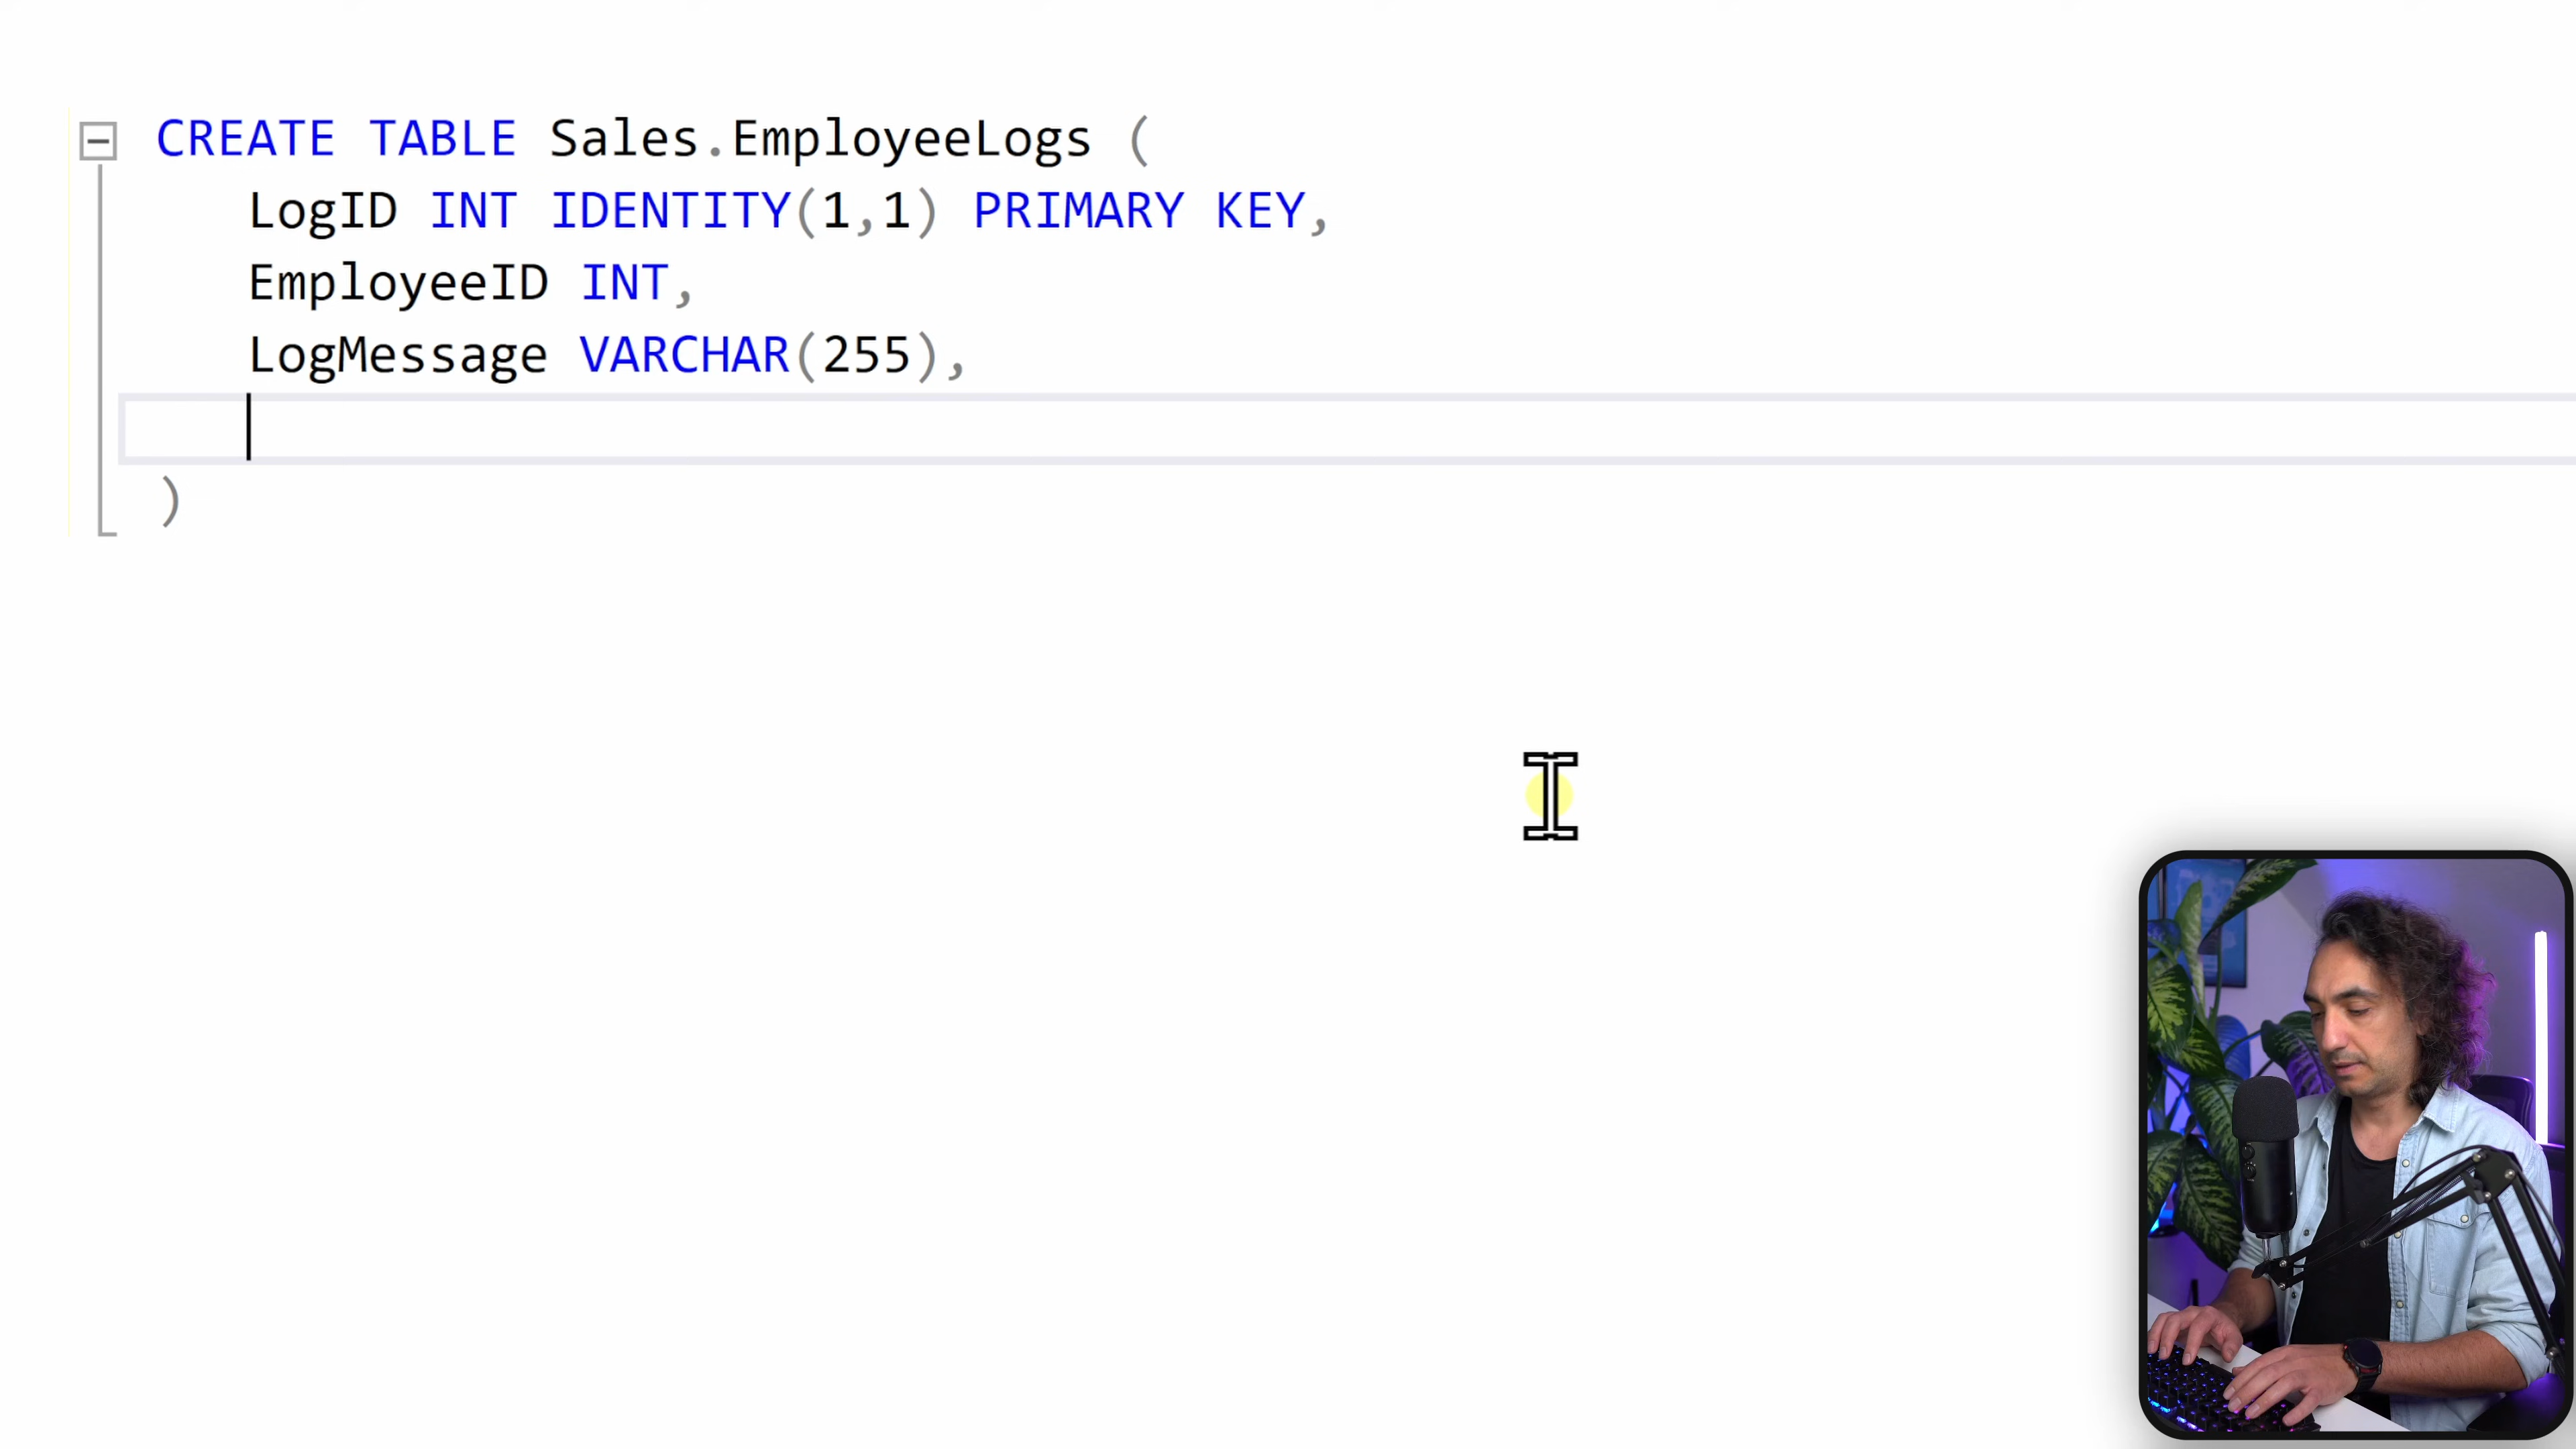 CREATE TABLE Sales.EmployeeLogs (
LogID INT IDENTITY(1,1) PRIMARY KEY,
EmployeeID INT,
LogMessage VARCHAR(255),
)